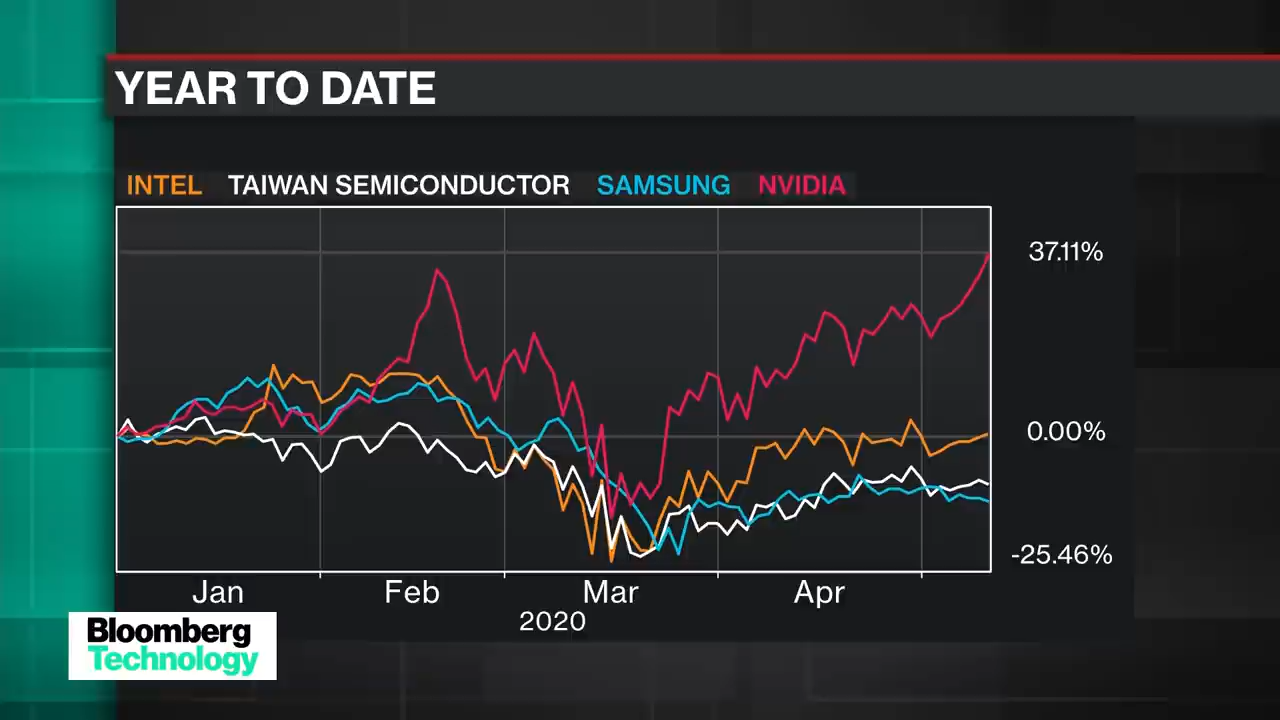 YEAR TO DATE
INTEL TAIWAN SEMICONDUCTOR SAMSUNG NVIDIA
37.11%
0.00%
-25.46%
Jan Feb Mar Apr
2020
Bloomberg
Technology